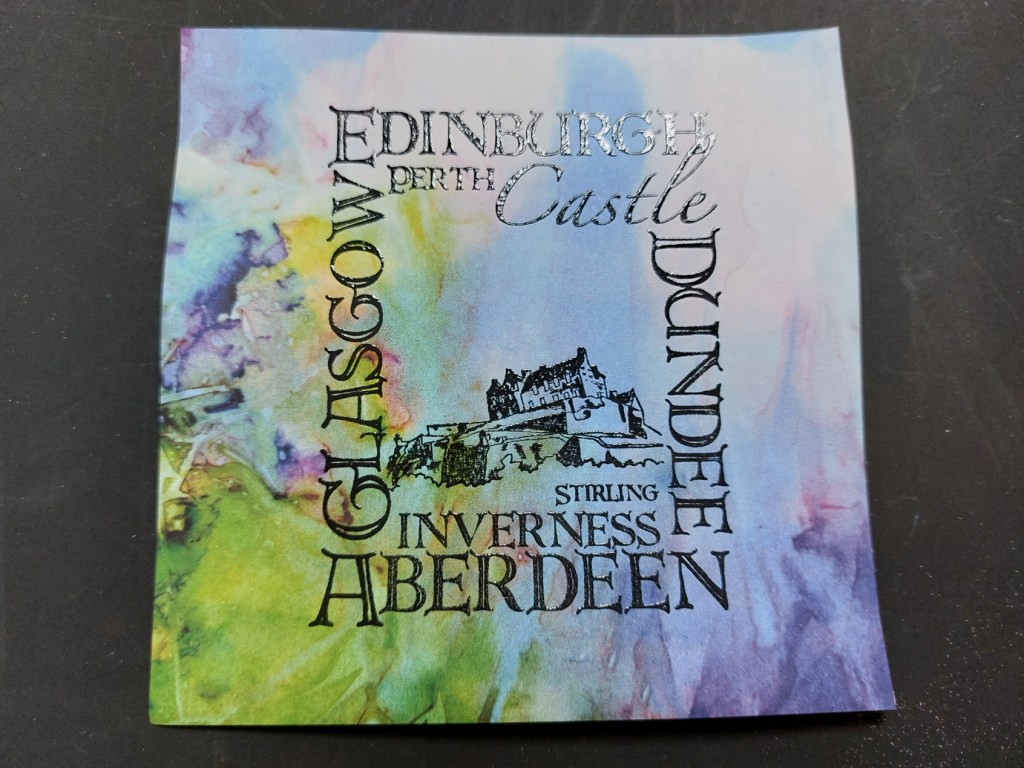 EDINBURGH
PERTH Castle
GLASGOW
DUNDEE
STIRLING
INVERNESS
ABERDEEN